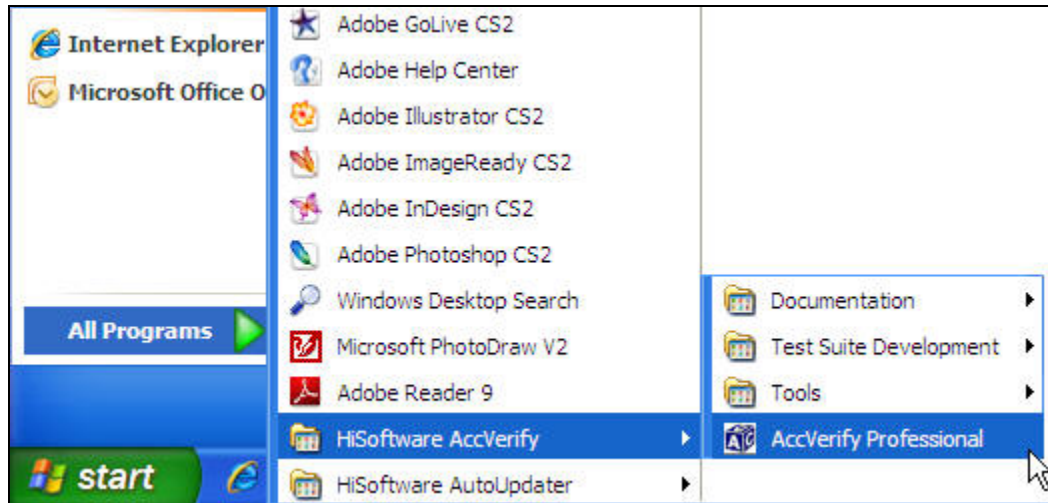 Internet Explorer
Microsoft Office O
All Programs
start
Adobe GoLive CS2
Adobe Help Center
Adobe Illustrator CS2
Adobe ImageReady CS2
Adobe InDesign CS2
Adobe Photoshop CS2
Windows Desktop Search
Microsoft PhotoDraw V2
Adobe Reader 9
HiSoftware AccVerify
HiSoftware AutoUpdater
Documentation
Test Suite Development
Tools
AccVerify Professional